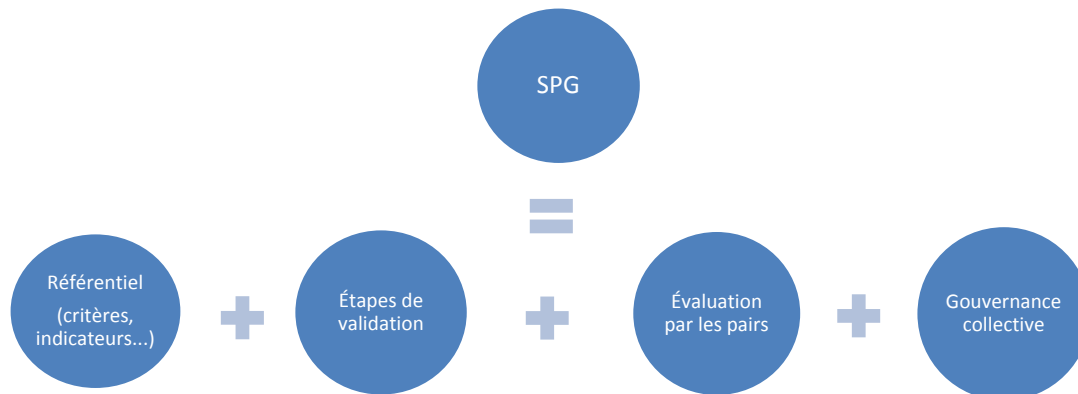 SPG
Référentiel
(critères,
indicateurs...)
Étapes de
validation
Évaluation
par les pairs
Gouvernance
collective